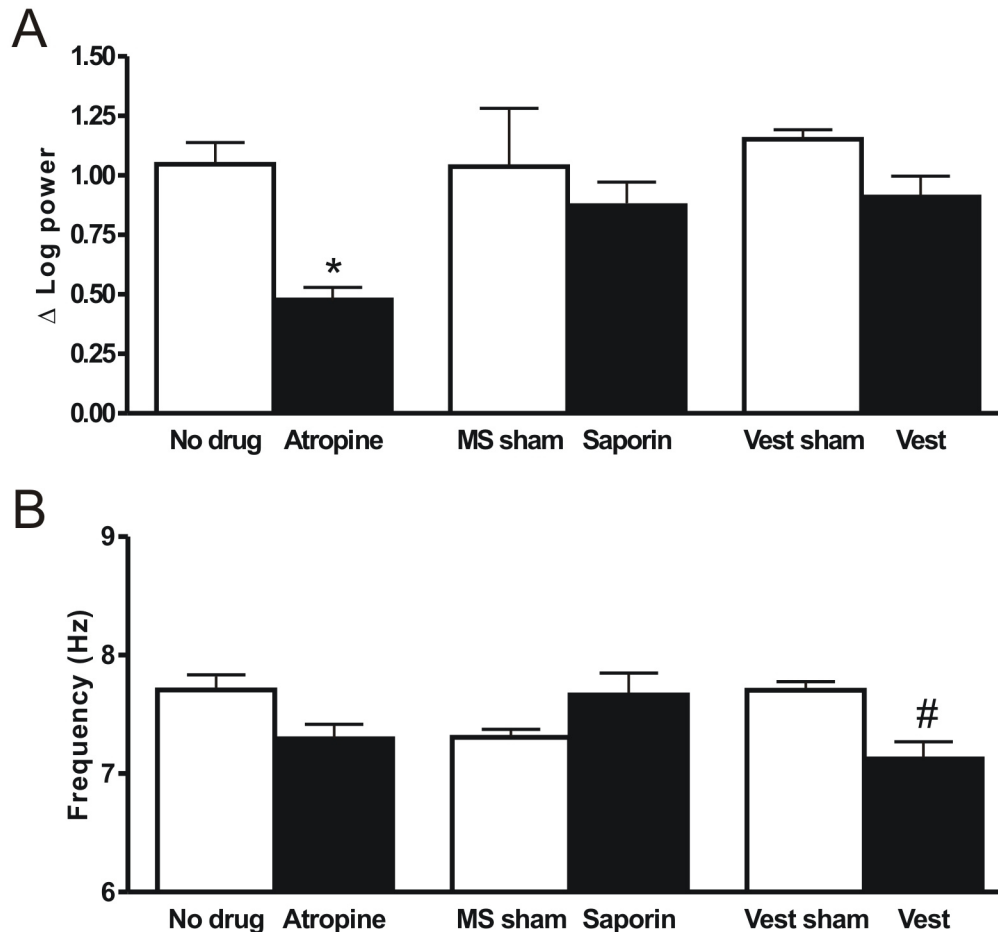 A
1.50
1.25
1.00
0.75
0.50
0.25
0.00
Δ Log power
*
No drug Atropine MS sham Saporin Vest sham Vest
B
9
8
7
6
Frequency (Hz)
#
No drug Atropine MS sham Saporin Vest sham Vest